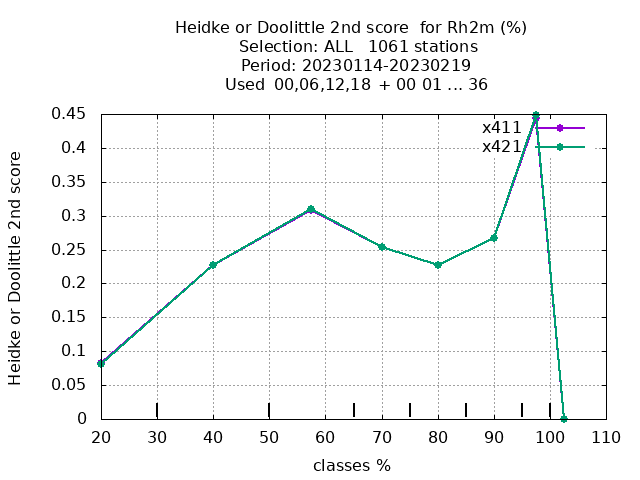 Heidke or Doolittle 2nd score  for Rh2m (%)
Selection: ALL   1061 stations
Period: 20230114-20230219
Used  00,06,12,18 + 00 01 ... 36
Heidke or Doolittle 2nd score
0.45
0.4
0.35
0.3
0.25
0.2
0.15
0.1
0.05
0
x411
x421
20 30 40 50 60 70 80 90 100 110
classes %